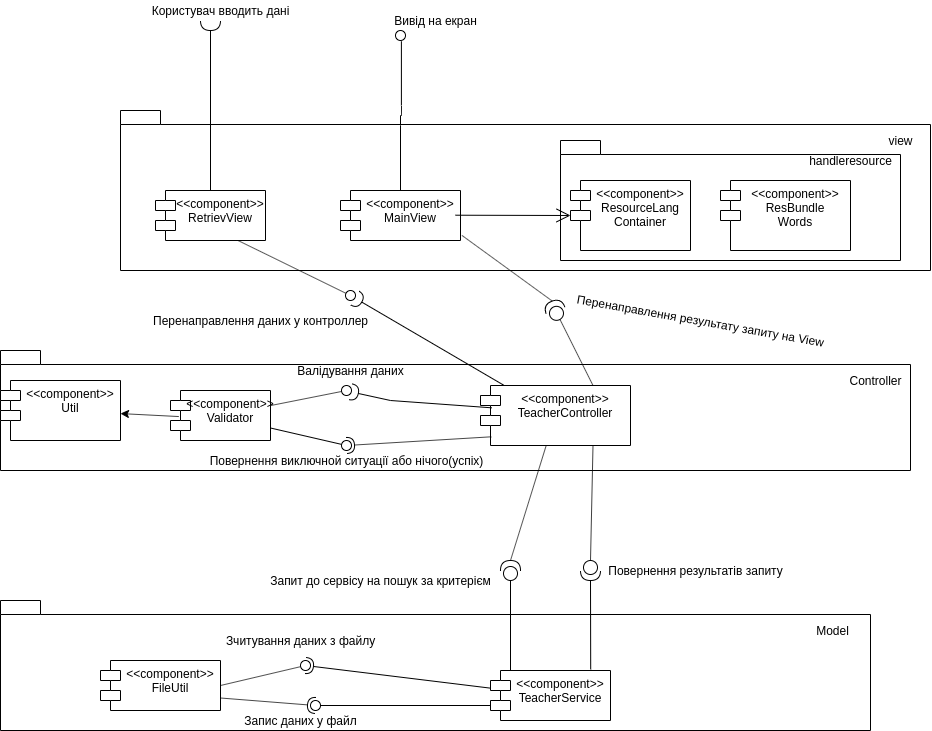 Користувач вводить дані
Вивід на екран
view
handleresource
<<component>>
RetrievView
<<component>>
MainView
<<component>>
ResourceLang
Container
<<component>>
ResBundle
Words
Перенаправлення даних у контроллер
Перенаправлення результату запиту на View
Controller
Валідування даних
<<component>>
Util
<<component>>
Validator
<<component>>
TeacherController
Повернення виключной ситуації або нічого(успіх)
Запит до сервісу на пошук за критерієм
Повернення результатів запиту
Model
Зчитування даних з файлу
<<component>>
FileUtil
<<component>>
TeacherService
Запис даних у файл